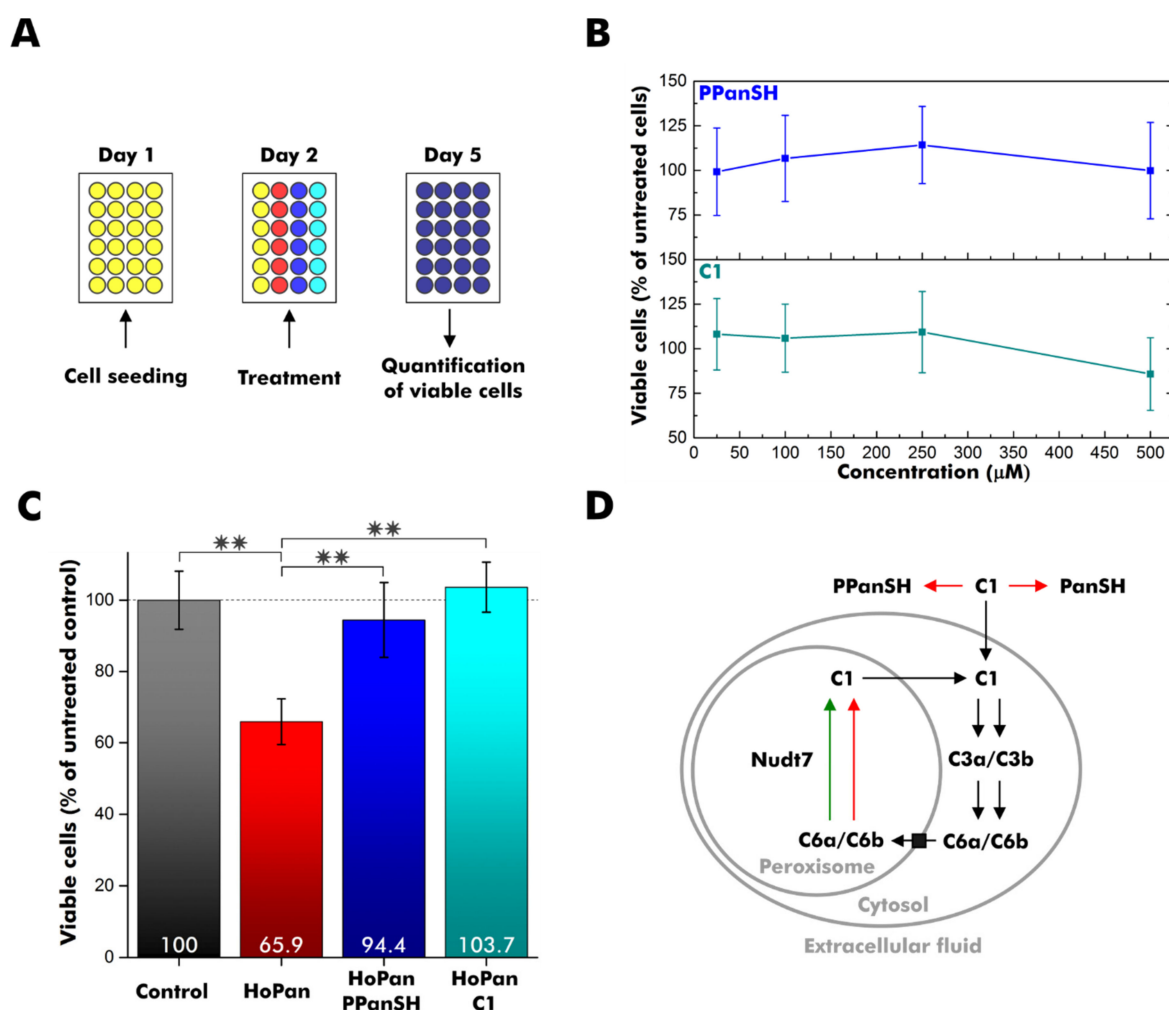 A
Day 1
Day 2
Day 5
Cell seeding
Treatment
Quantification
of viable cells
B
Viable cells (% of untreated cells)
150
PPanSH
125
100
75
150
C1
125
100
75
50
0 50 100 150 200 250 300 350 400 450 500
Concentration (μM)
C
Viable cells (% of untreated control)
100
80
60
40
20
0
** ** **
100 65.9 94.4 103.7
Control
HoPan
HoPan
PPanSH
HoPan
C1
D
PPanSH C1 PanSH
C1 C1
Nudt7 C3a/C3b
C6a/C6b C6a/C6b
Peroxisome
Cytosol
Extracellular fluid